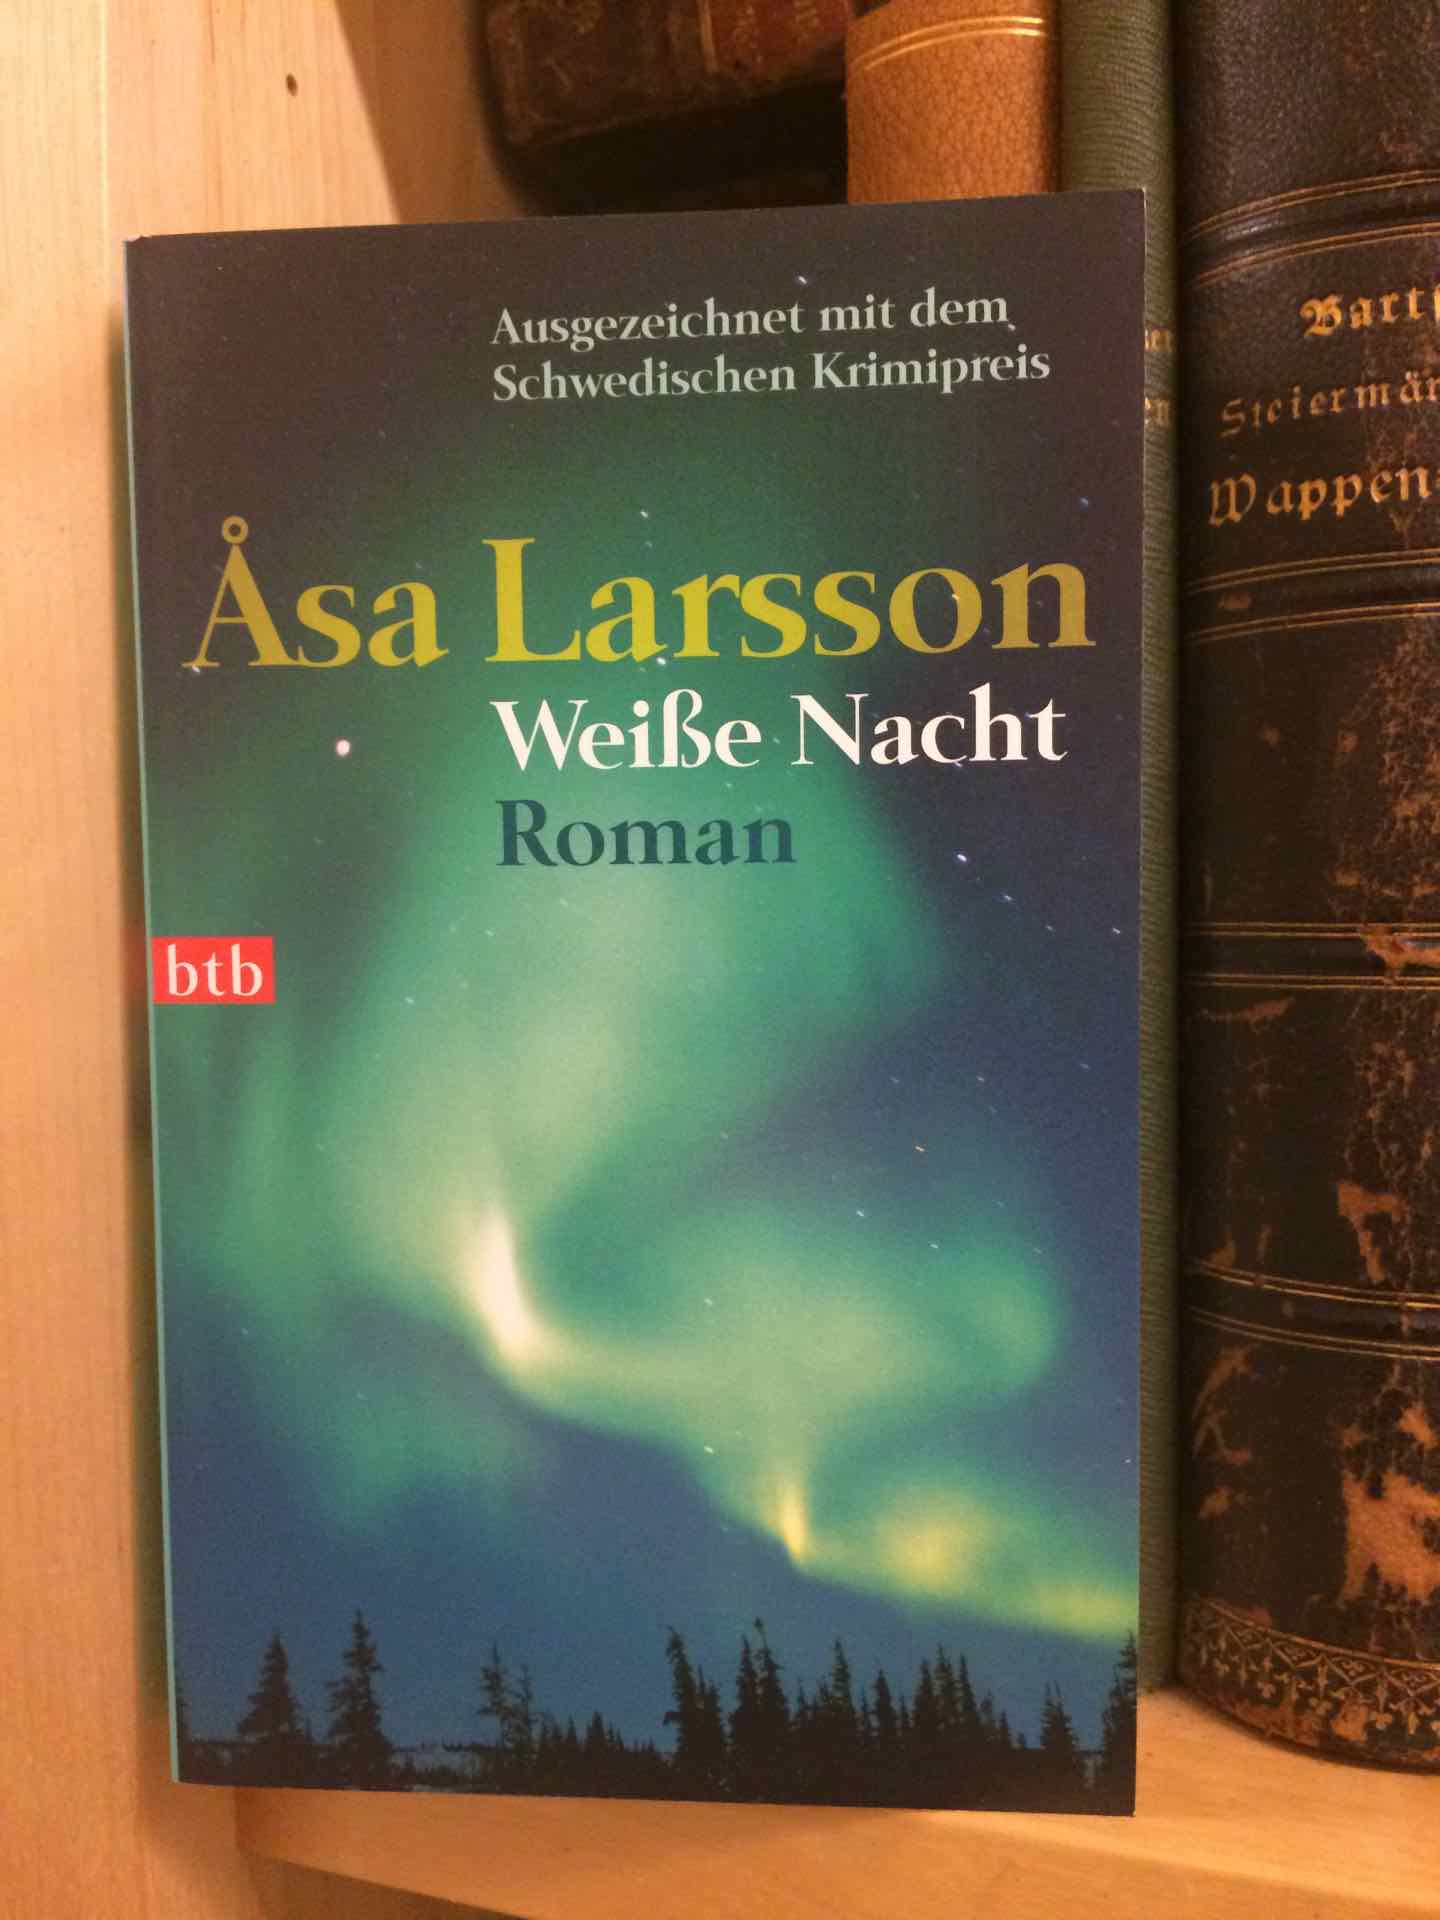 Ausgezeichnet mit dem
Schwedischen Krimipreis
Åsa Larsson
Weiße Nacht
Roman
btb
Steiermär
Wappen=